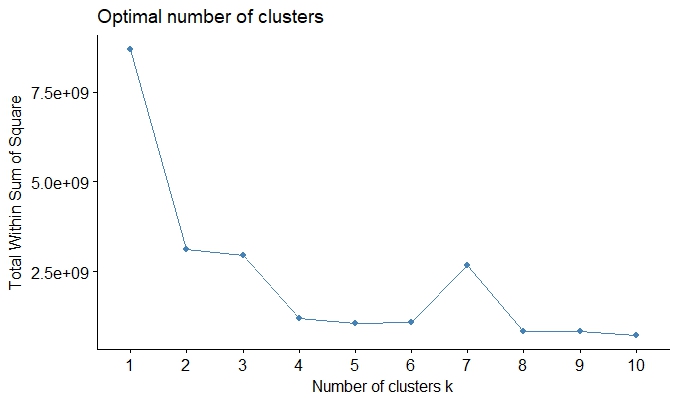 Optimal number of clusters
Total Within Sum of Square
7.5e+09
5.0e+09
2.5e+09
1 2 3 4 5 6 7 8 9 10
Number of clusters k